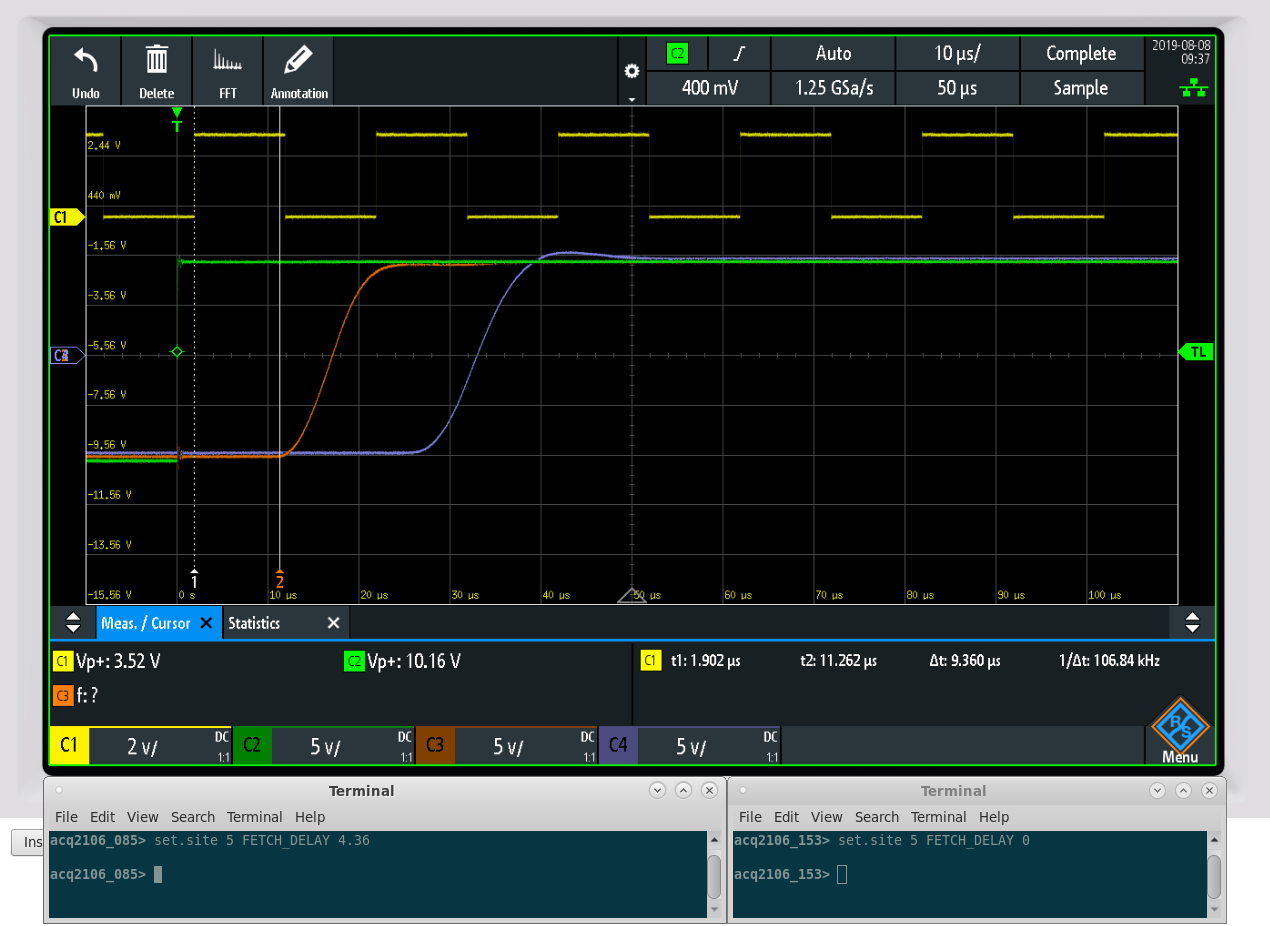 Undo
Delete
FFT
Annotation
C2
Auto
10 µs/
Complete
2019-08-08
09:37
400 mV
1.25 GSa/s
50 µs
Sample
T
2,44 V
440 mV
C1
-1,56 V
-3,56 V
-5,56 V
TL
-7,56 V
-9,56 V
-11,56 V
-13,56 V
1
2
-15,56 V
0 s
10 µs
20 µs
30 µs
40 µs
50 µs
60 µs
70 µs
80 µs
90 µs
100 µs
Meas. / Cursor
Statistics
C1 Vp+: 3.52 V
C2 Vp+: 10.16 V
C1 t1: 1.902 µs
t2: 11.262 µs
Δt: 9.360 µs
1/Δt: 106.84 kHz
C3 f: ?
C1 2 V/ DC 1:1
C2 5 V/ DC 1:1
C3 5 V/ DC 1:1
C4 5 V/ DC 1:1
R S
Menu
Terminal
File Edit View Search Terminal Help
Ins
acq2106_085> set.site 5 FETCH_DELAY 4.36
acq2106_085>
Terminal
File Edit View Search Terminal Help
acq2106_153> set.site 5 FETCH_DELAY 0
acq2106_153>